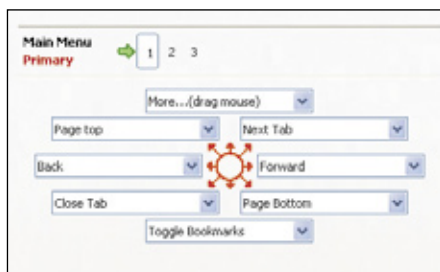 Main Menu
Primary
1 2 3
More...(drag mouse)
Page top Next Tab
Back Forward
Close Tab Page Bottom
Toggle Bookmarks